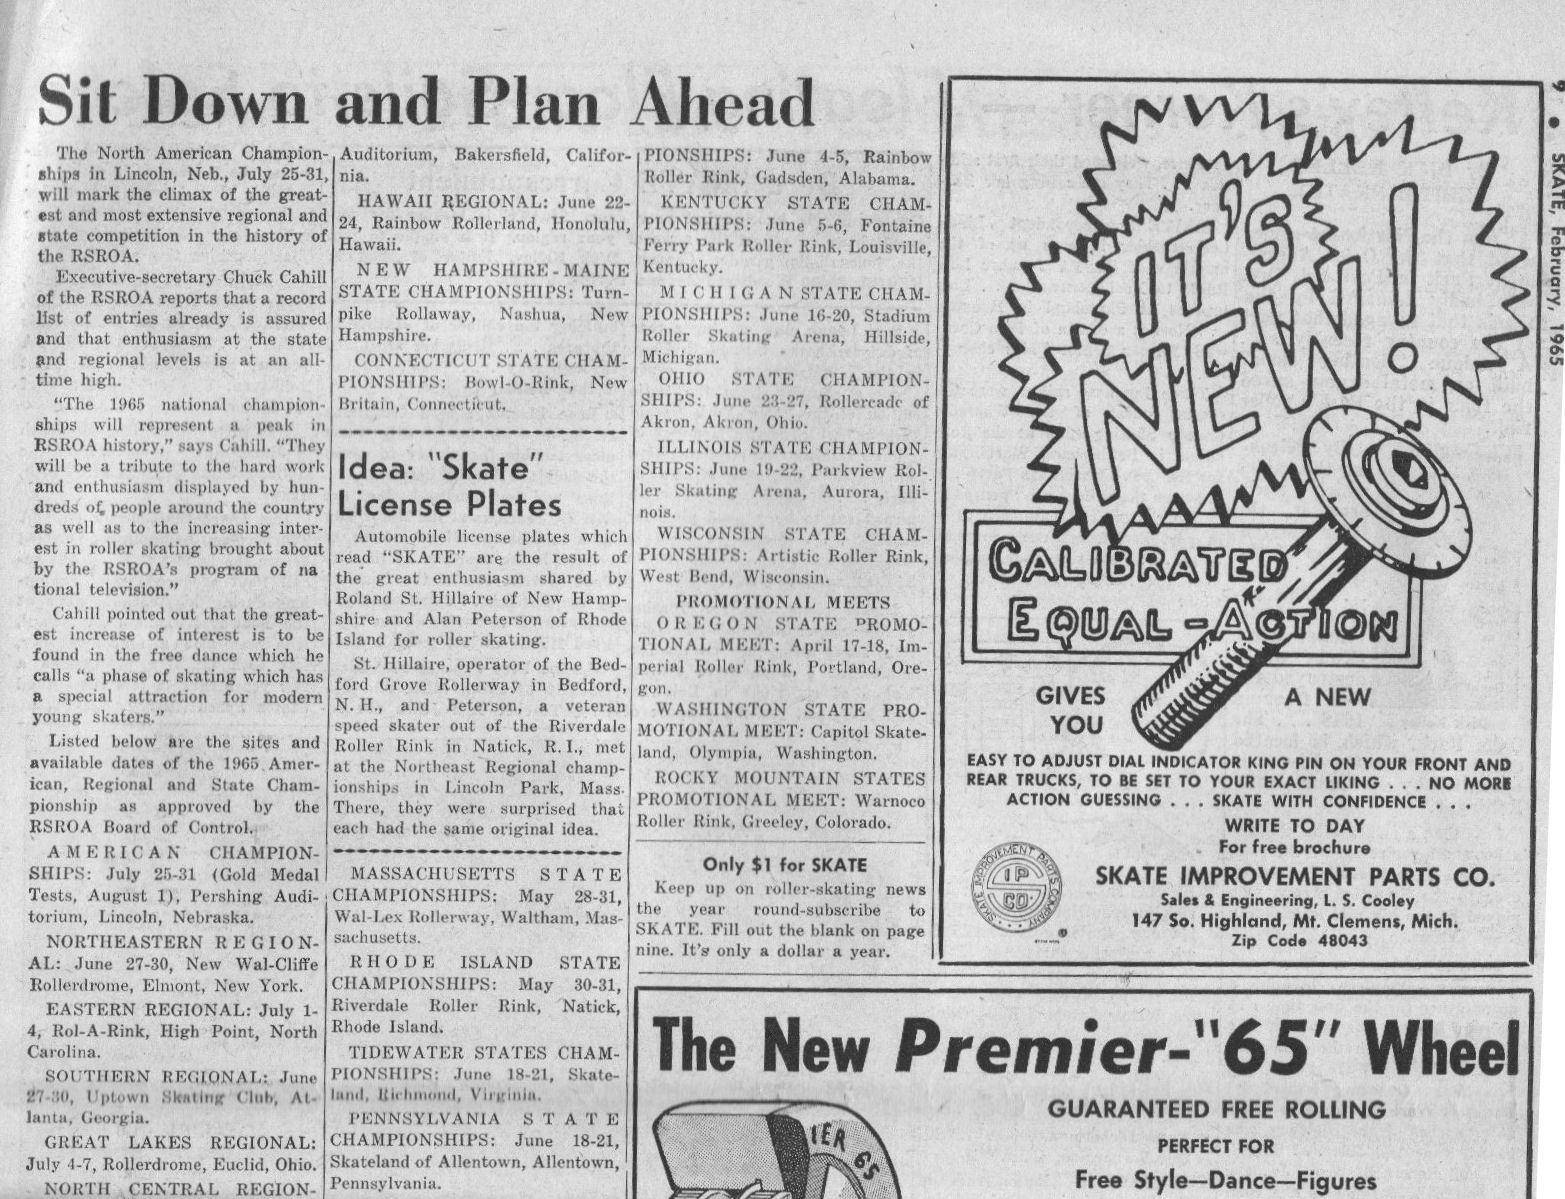 Sit Down and Plan Ahead
The North American Champion-
ships in Lincoln, Neb., July 25-31,
will mark the climax of the great-
est and most extensive regional and
state competition in the history of
the RSROA.
Executive-secretary Chuck Cahill
of the RSROA reports that a record
list of entries already is assured
and that enthusiasm at the state
and regional levels is at an all-
time high.
"The 1965 national champion-
ships will represent a peak in
RSROA history," says Cahill. "They
will be a tribute to the hard work
and enthusiasm displayed by hun-
dreds of people around the country
as well as to the increasing inter-
est in roller skating brought about
by the RSROA's program of na
tional television."
Cahill pointed out that the great-
est increase of interest is to be
found in the free dance which he
calls "a phase of skating which has
a special attraction for modern
young skaters."
Listed below are the sites and
available dates of the 1965 Amer-
ican, Regional and State Cham-
pionship as approved by the
RSROA Board of Control.
AMERICAN CHAMPION-
SHIPS: July 25-31 (Gold Medal
Tests, August 1), Pershing Audi-
torium, Lincoln, Nebraska.
NORTHEASTERN REGION-
AL: June 27-30, New Wal-Cliffe
Rollerdrome, Elmont, New York.
EASTERN REGIONAL: July 1-
4, Rol-A-Rink, High Point, North
Carolina.
SOUTHERN REGIONAL: June
27-30, Uptown Skating Club, At-
lanta, Georgia.
GREAT LAKES REGIONAL:
July 4-7, Rollerdrome, Euclid, Ohio.
NORTH CENTRAL REGION-
Auditorium, Bakersfield, Califor-
nia.
HAWAII REGIONAL: June 22-
24, Rainbow Rollerland, Honolulu,
Hawaii.
NEW HAMPSHIRE-MAINE
STATE CHAMPIONSHIPS: Turn-
pike Rollaway, Nashua, New
Hampshire.
CONNECTICUT STATE CHAM-
PIONSHIPS: Bowl-O-Rink, New
Britain, Connecticut.
Idea: "Skate"
License Plates
Automobile license plates which
read "SKATE" are the result of
the great enthusiasm shared by
Roland St. Hillaire of New Hamp-
shire and Alan Peterson of Rhode
Island for roller skating.
St. Hillaire, operator of the Bed-
ford Grove Rollerway in Bedford,
N. H., and Peterson, a veteran
speed skater out of the Riverdale
Roller Rink in Natick, R. I., met
at the Northeast Regional champ-
ionships in Lincoln Park, Mass.
There, they were surprised that
each had the same original idea.
MASSACHUSETTS STATE
CHAMPIONSHIPS: May 28-31,
Wal-Lex Rollerway, Waltham, Mas-
sachusetts.
RHODE ISLAND STATE
CHAMPIONSHIPS: May 30-31,
Riverdale Roller Rink, Natick,
Rhode Island.
TIDEWATER STATES CHAM-
PIONSHIPS: June 18-21, Skate-
land, Richmond, Virginia.
PENNSYLVANIA STATE
CHAMPIONSHIPS: June 18-21,
Skateland of Allentown, Allentown,
Pennsylvania.
PIONSHIPS: June 4-5, Rainbow
Roller Rink, Gadsden, Alabama.
KENTUCKY STATE CHAM-
PIONSHIPS: June 5-6, Fontaine
Ferry Park Roller Rink, Louisville,
Kentucky.
MICHIGAN STATE CHAM-
PIONSHIPS: June 16-20, Stadium
Roller Skating Arena, Hillside,
Michigan.
OHIO STATE CHAMPION-
SHIPS: June 23-27, Rollercade of
Akron, Akron, Ohio.
ILLINOIS STATE CHAMPION-
SHIPS: June 19-22, Parkview Rol-
ler Skating Arena, Aurora, Illi-
nois.
WISCONSIN STATE CHAM-
PIONSHIPS: Artistic Roller Rink,
West Bend, Wisconsin.
PROMOTIONAL MEETS
OREGON STATE PROMO-
TIONAL MEET: April 17-18, Im-
perial Roller Rink, Portland, Ore-
gon.
WASHINGTON STATE PRO-
MOTIONAL MEET: Capitol Skate-
land, Olympia, Washington.
ROCKY MOUNTAIN STATES
PROMOTIONAL MEET: Warnoco
Roller Rink, Greeley, Colorado.
Only $1 for SKATE
Keep up on roller-skating news
the year round-subscribe to
SKATE. Fill out the blank on page
nine. It's only a dollar a year.
IT'S
NEW!
CALIBRATED
EQUAL-ACTION
GIVES A NEW
YOU
EASY TO ADJUST DIAL INDICATOR KING PIN ON YOUR FRONT AND
REAR TRUCKS, TO BE SET TO YOUR EXACT LIKING . . . NO MORE
ACTION GUESSING . . . SKATE WITH CONFIDENCE . . .
WRITE TO DAY
For free brochure
SKATE IMPROVEMENT PARTS CO.
Sales & Engineering, L. S. Cooley
147 So. Highland, Mt. Clemens, Mich.
Zip Code 48043
SKATE IMPROVEMENT PARTS COMPANY
SIP
CO
The New Premier-"65" Wheel
GUARANTEED FREE ROLLING
PERFECT FOR
Free Style—Dance—Figures
IER 65
9 • SKATE, February, 1965